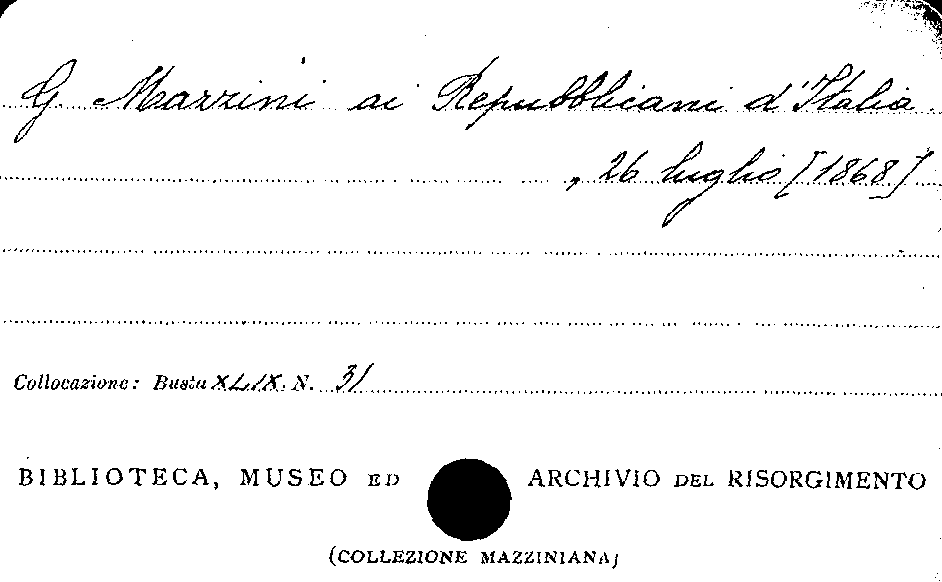 G. Mazzini ai Repubblicani d'Italia.
, 26 luglio [1868]
Collocazione: Busta XLIX. N. 31
BIBLIOTECA, MUSEO ED ARCHIVIO DEL RISORGIMENTO
(COLLEZIONE MAZZINIANA)